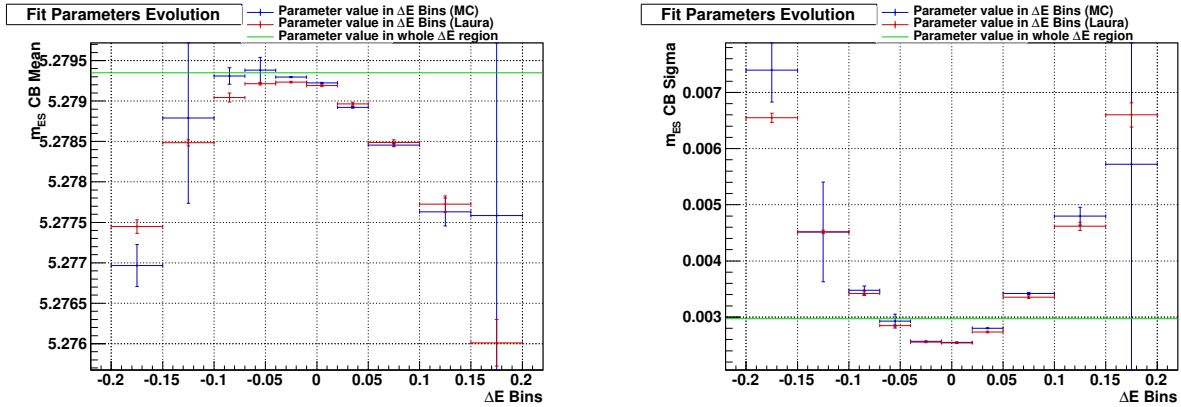 Fit Parameters Evolution
Parameter value in ΔE Bins (MC)
Parameter value in ΔE Bins (Laura)
Parameter value in whole ΔE region
m_ES CB Mean
5.2795
5.279
5.2785
5.278
5.2775
5.277
5.2765
5.276
-0.2 -0.15 -0.1 -0.05 0 0.05 0.1 0.15 0.2
ΔE Bins
Fit Parameters Evolution
Parameter value in ΔE Bins (MC)
Parameter value in ΔE Bins (Laura)
Parameter value in whole ΔE region
m_ES CB Sigma
0.007
0.006
0.005
0.004
0.003
-0.2 -0.15 -0.1 -0.05 0 0.05 0.1 0.15 0.2
ΔE Bins